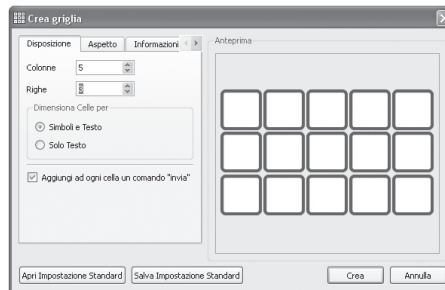 Crea griglia
Disposizione Aspetto Informazioni
Colonne 5
Righe 3
Dimensiona Celle per
Simboli e Testo
Solo Testo
Aggiungi ad ogni cella un comando "invia"
Anteprima
Apri Impostazione Standard Salva Impostazione Standard Crea Annulla